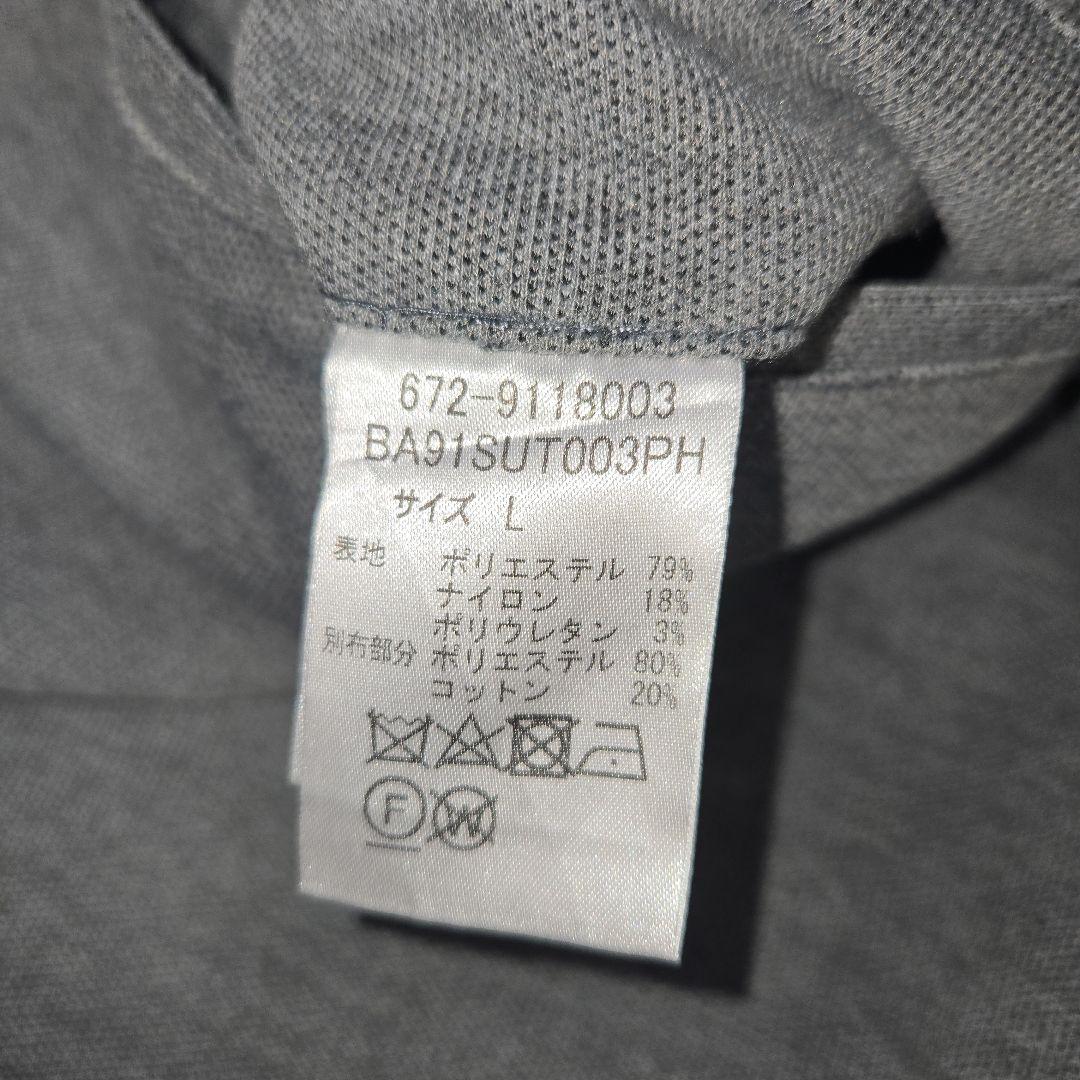 672-9118003
BA91SUT003PH
サイズ L
表地 ポリエステル 79%
ナイロン 18%
ポリウレタン 3%
別布部分 ポリエステル 80%
コットン 20%
F W